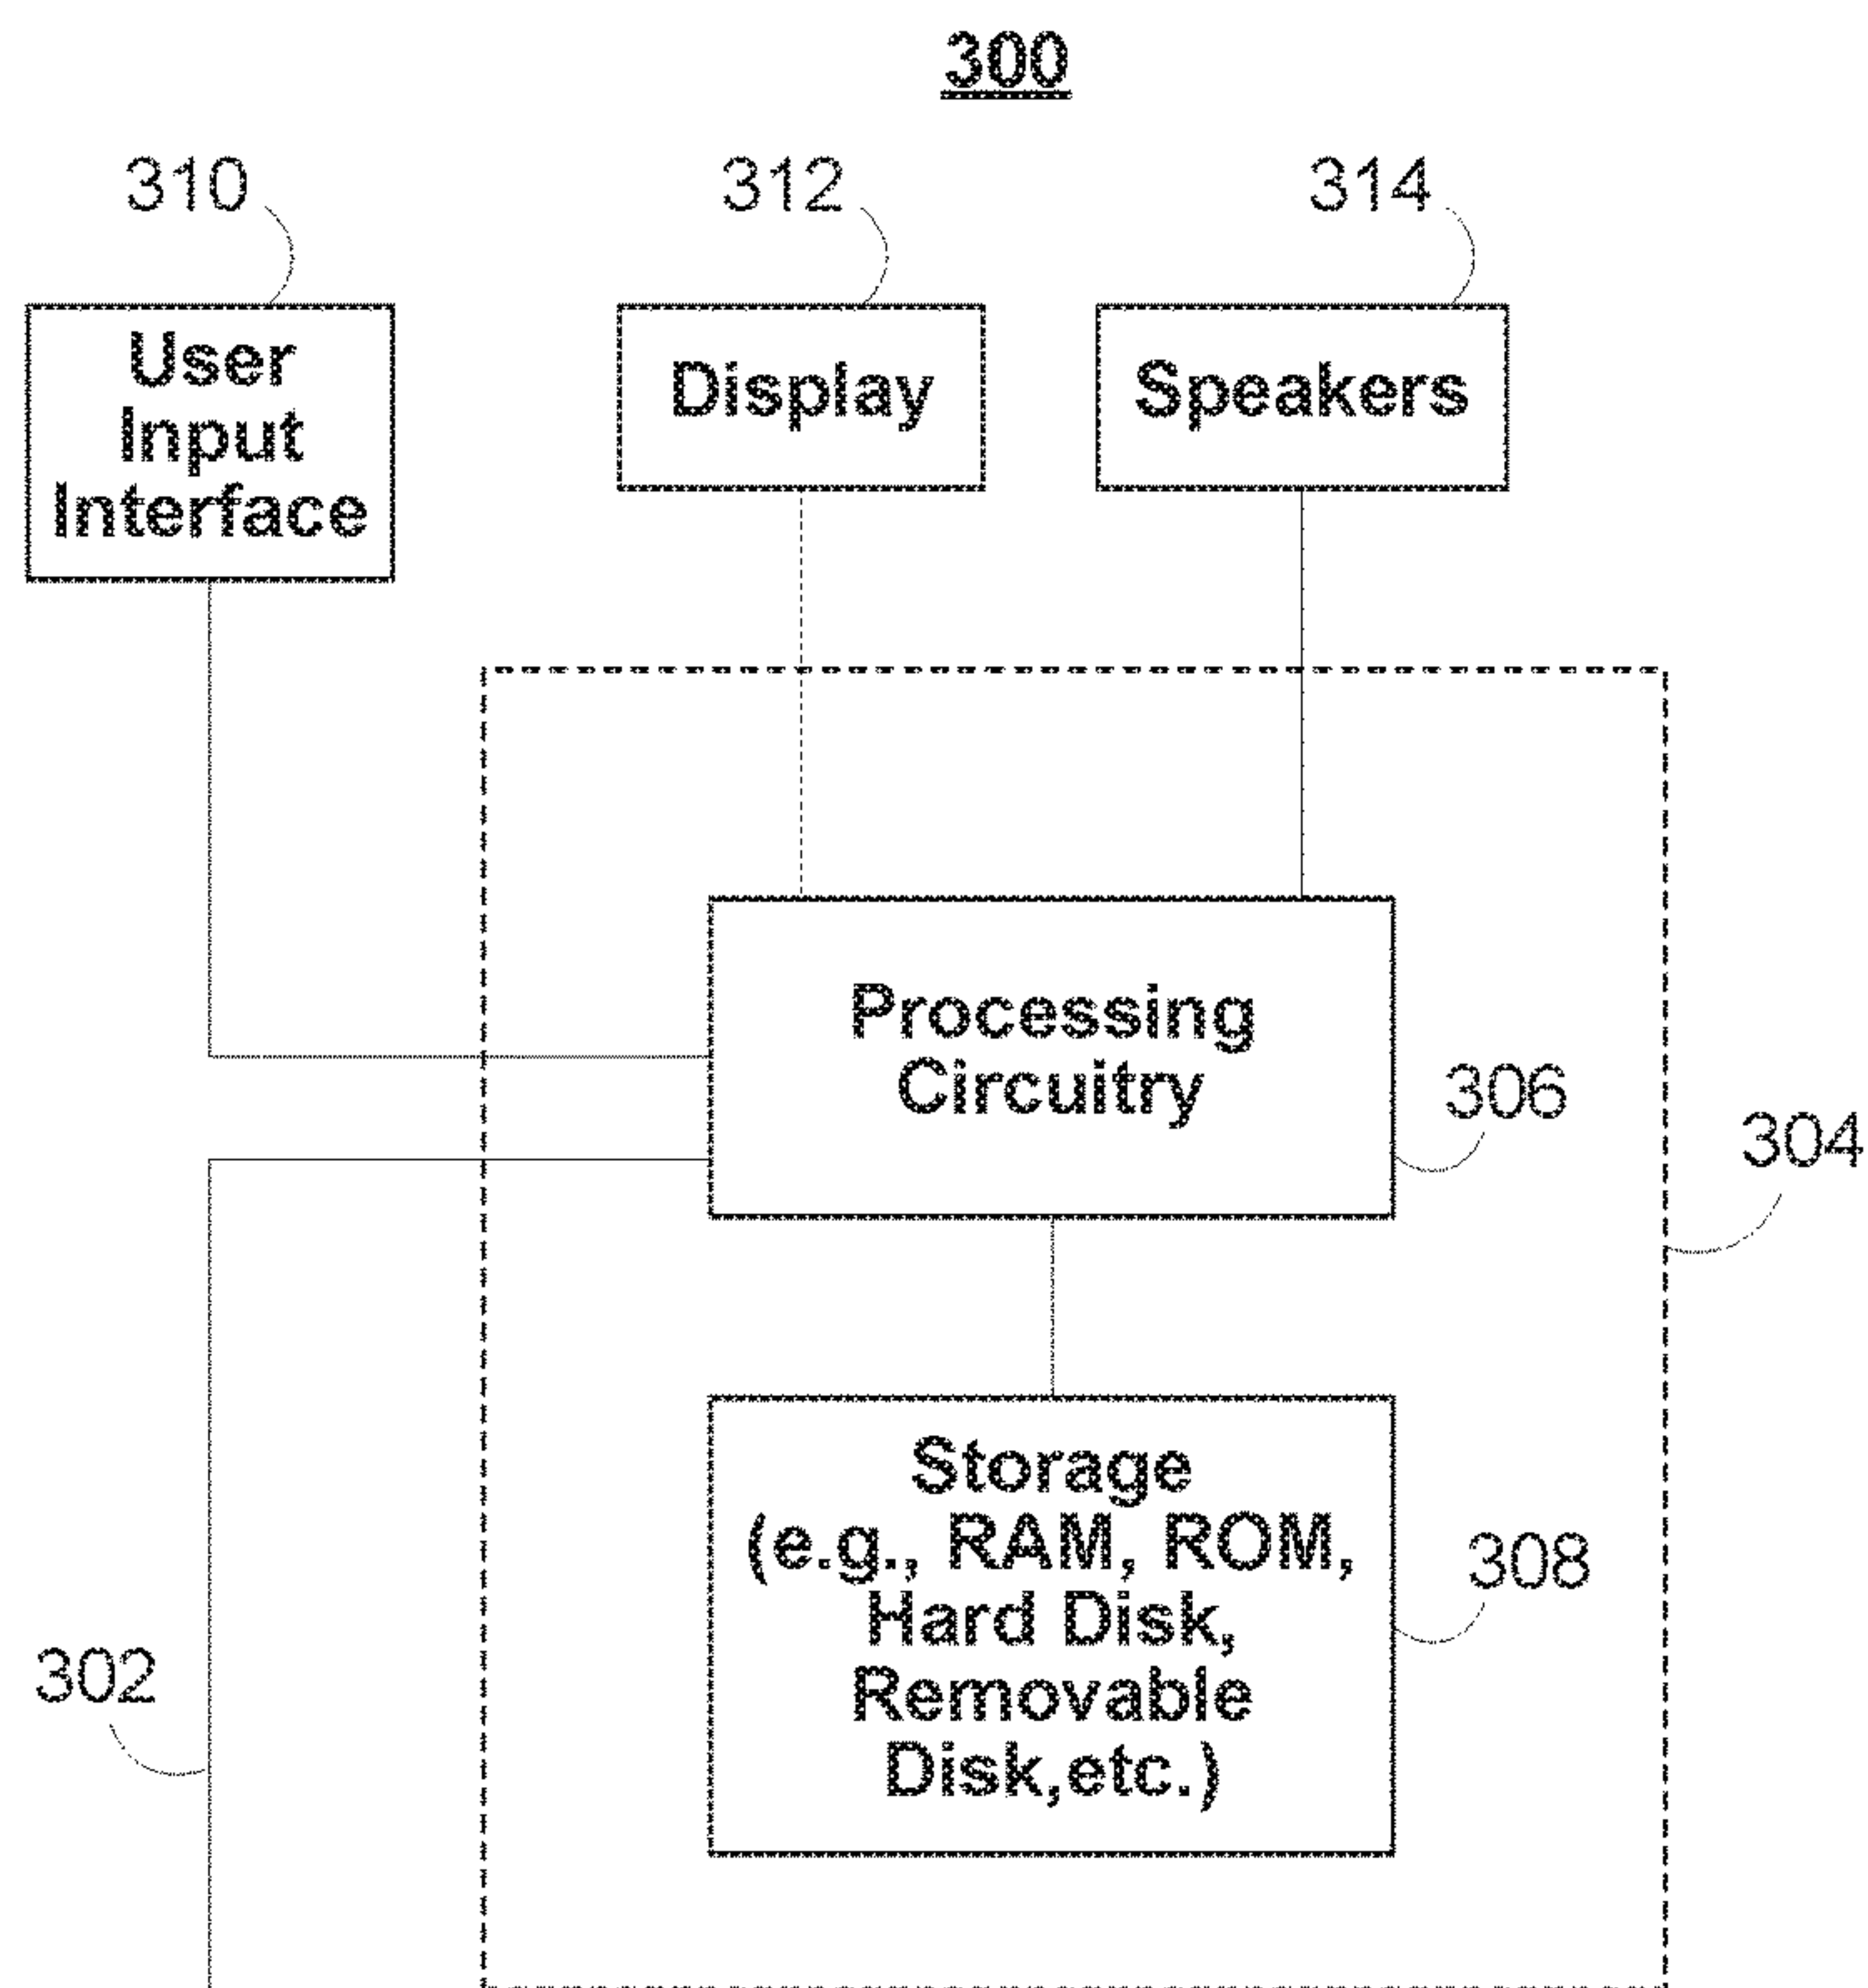 300
310
312
314
User
Input
Interface
Display
Speakers
Processing
Circuitry
306
304
Storage
(e.g., RAM, ROM,
Hard Disk,
Removable
Disk,etc.)
308
302